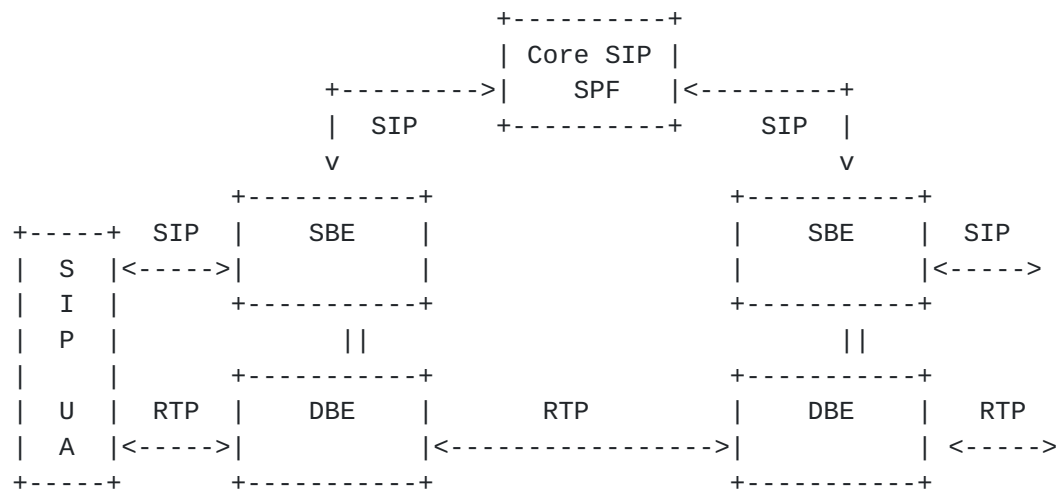 Core SIP
SPF
SIP SIP
SIP SBE SBE SIP
S
I
P
U RTP DBE RTP DBE RTP
A